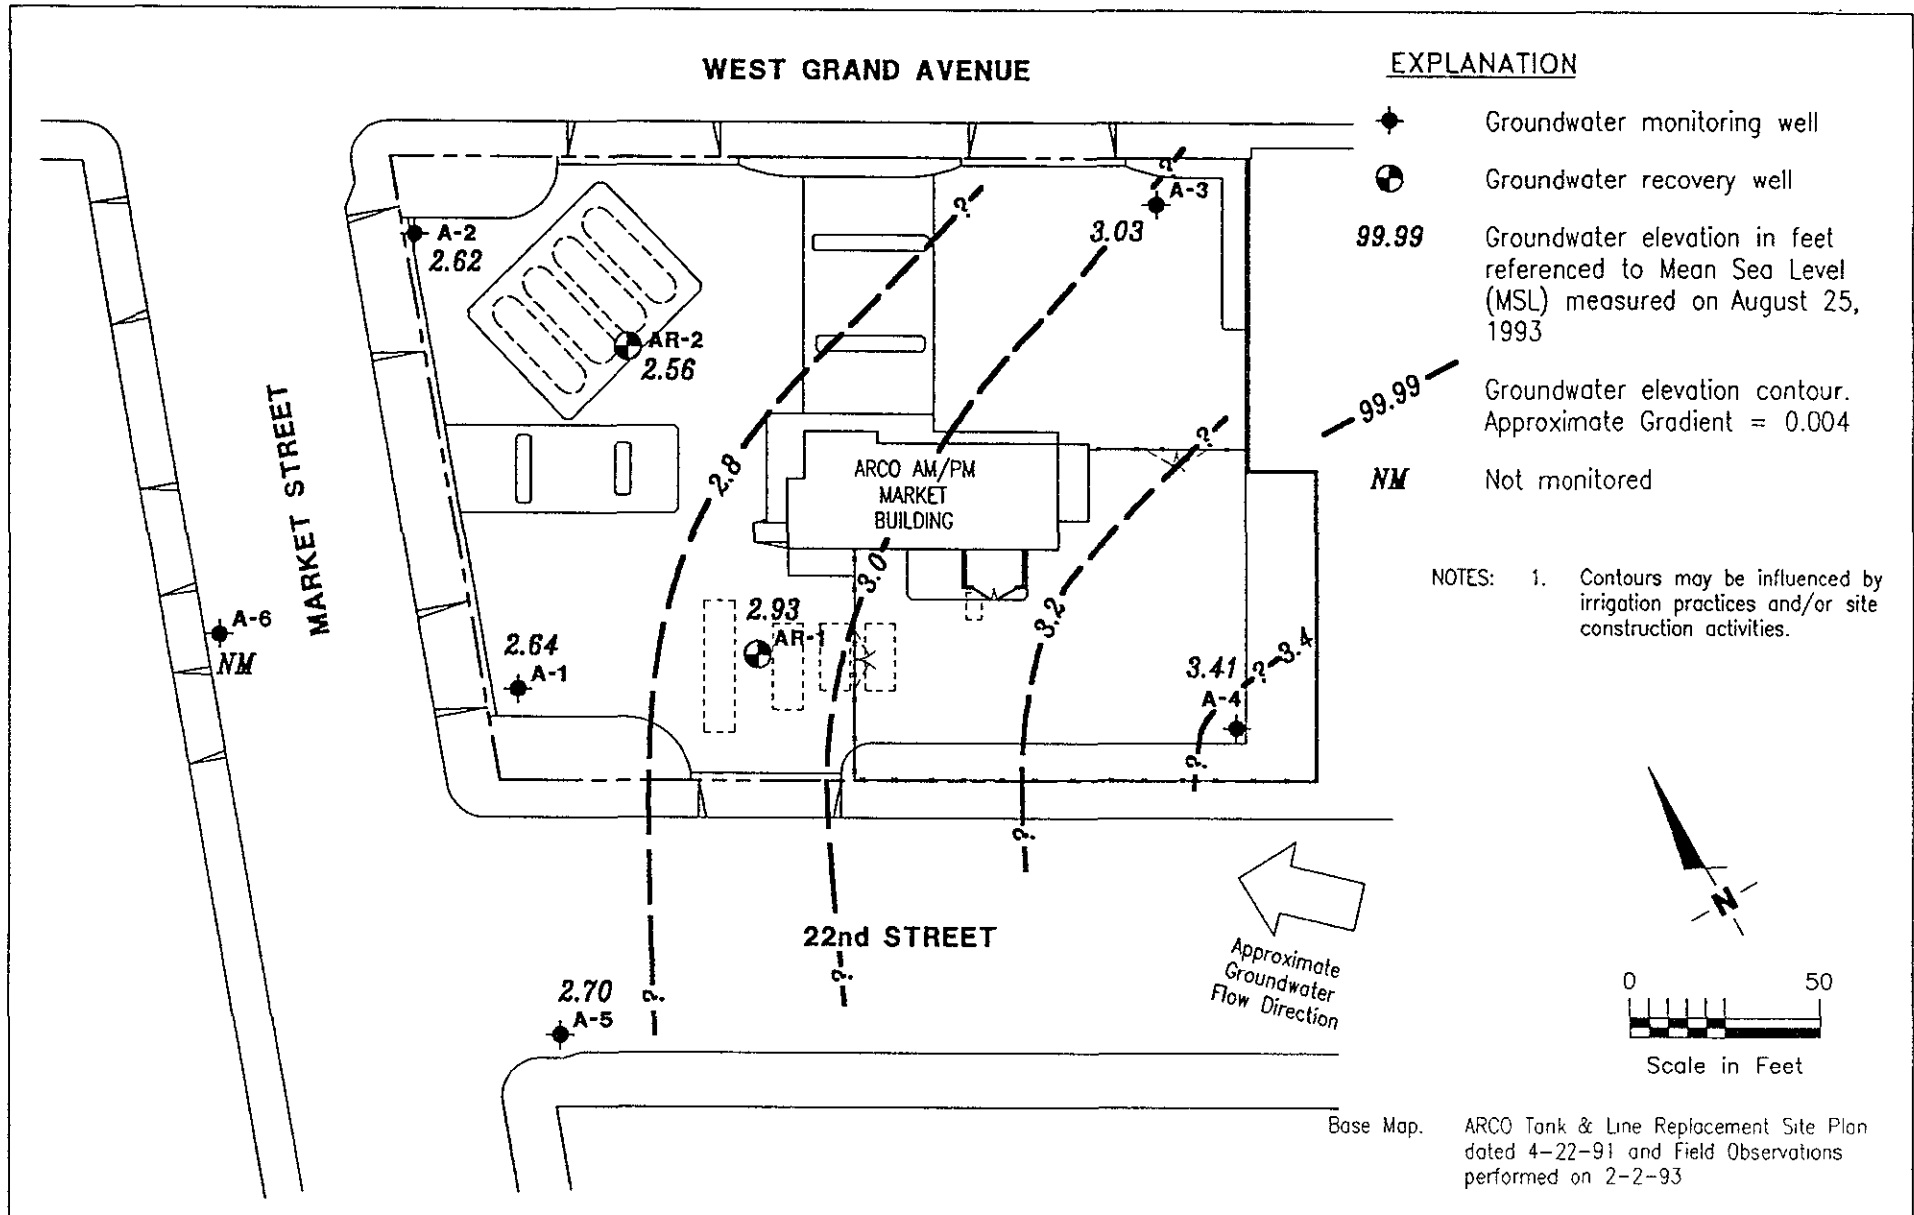 WEST GRAND AVENUE
EXPLANATION
Groundwater monitoring well
Groundwater recovery well
99.99
Groundwater elevation in feet
referenced to Mean Sea Level
(MSL) measured on August 25,
1993
99.99
Groundwater elevation contour.
Approximate Gradient = 0.004
NM
Not monitored
NOTES: 1. Contours may be influenced by
irrigation practices and/or site
construction activities.
A-2
2.62
AR-2
2.56
?
?
A-3
3.03
MARKET STREET
2.8
ARCO AM/PM
MARKET
BUILDING
?
3.0
3.2
A-6
NM
2.64
A-1
2.93
AR-1
3.41
A-4
?
3.4
?
?
22nd STREET
?
?
2.70
A-5
Approximate
Groundwater
Flow Direction
N
0 50
Scale in Feet
Base Map. ARCO Tank & Line Replacement Site Plan
dated 4-22-91 and Field Observations
performed on 2-2-93